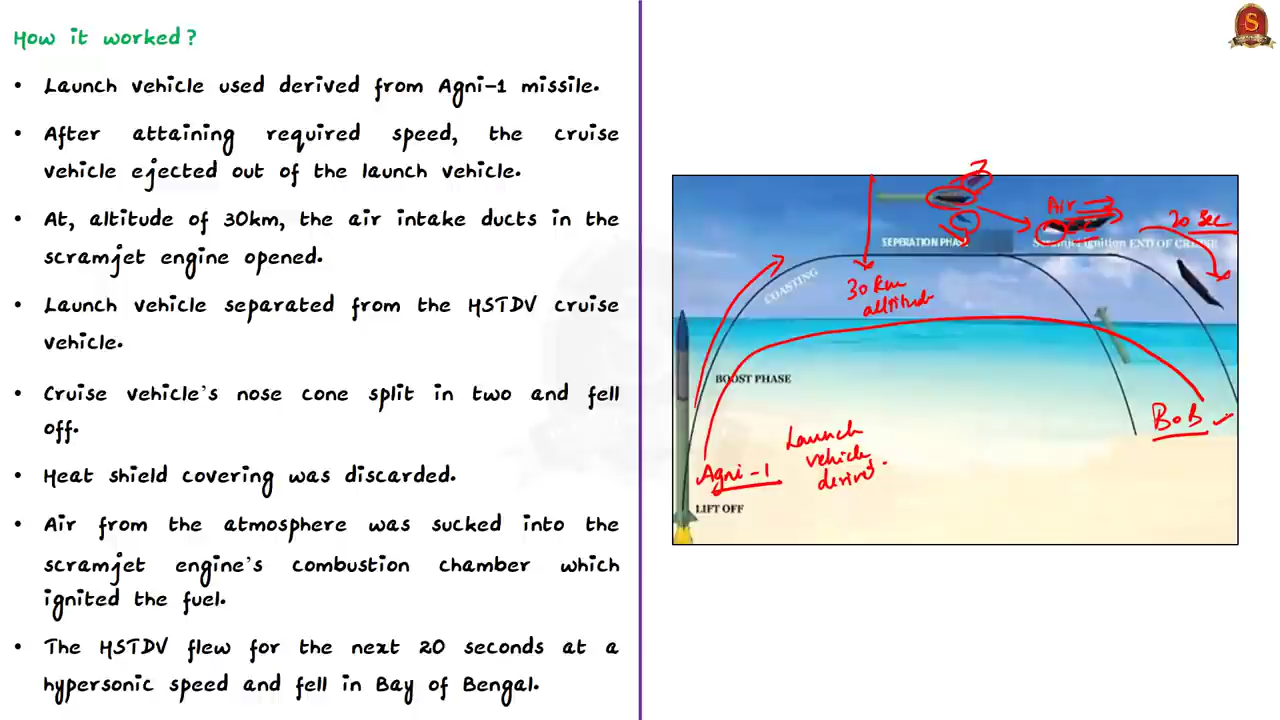 How it worked?
• Launch vehicle used derived from Agni-1 missile.
• After attaining required speed, the cruise
vehicle ejected out of the launch vehicle.
• At, altitude of 30km, the air intake ducts in the
scramjet engine opened.
• Launch vehicle separated from the HSTDV cruise
vehicle.
• Cruise vehicle's nose cone split in two and fell
off.
• Heat shield covering was discarded.
• Air from the atmosphere was sucked into the
scramjet engine's combustion chamber which
ignited the fuel.
• The HSTDV flew for the next 20 seconds at a
hypersonic speed and fell in Bay of Bengal.
Air
20 sec
SEPERATION PHASE
Scramjet Ignition END OF CRUISE
COASTING
30 km
altitude
BOOST PHASE
BoB
Launch
vehicle
Agni-1
LIFT OFF